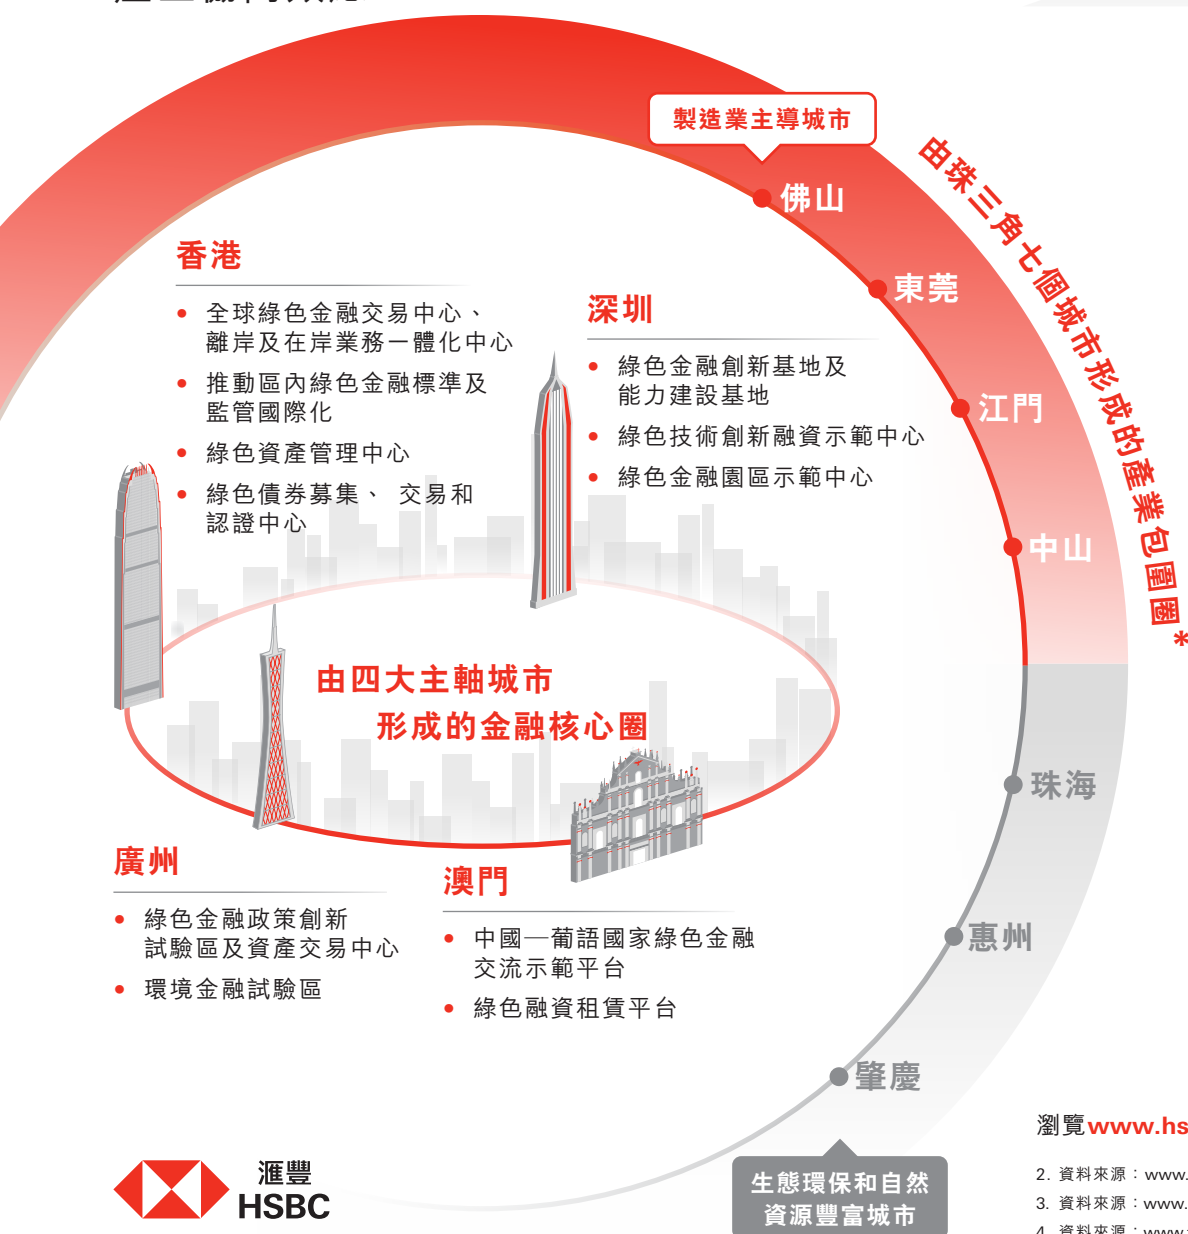 製造業主導城市
由珠三角七個城市形成的產業包圍圈*
佛山
東莞
江門
中山
珠海
惠州
肇慶
生態環保和自然
資源豐富城市
香港
• 全球綠色金融交易中心、
離岸及在岸業務一體化中心
• 推動區內綠色金融標準及
監管國際化
• 綠色資產管理中心
• 綠色債券募集、 交易和
認證中心
深圳
• 綠色金融創新基地及
能力建設基地
• 綠色技術創新融資示範中心
• 綠色金融園區示範中心
由四大主軸城市
形成的金融核心圈
廣州
• 綠色金融政策創新
試驗區及資產交易中心
• 環境金融試驗區
澳門
• 中國—葡語國家綠色金融
交流示範平台
• 綠色融資租賃平台
滙豐
HSBC
瀏覽www.hs
2. 資料來源：www.
3. 資料來源：www.
4. 資料來源：www.